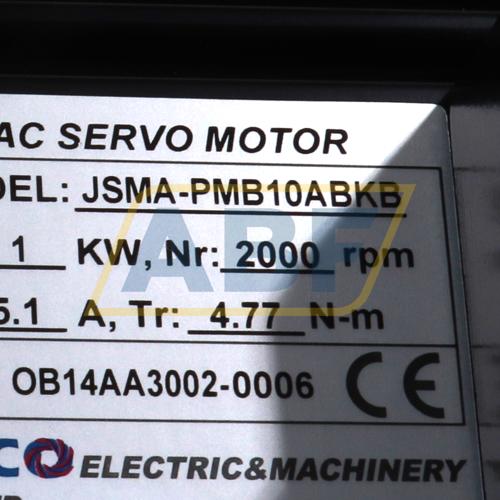 AC SERVO MOTOR
DEL: JSMA-PMB10ABKB
1 KW, Nr: 2000 rpm
5.1 A, Tr: 4.77 N-m
OB14AA3002-0006 CE
CO ELECTRIC&MACHINERY
ABF